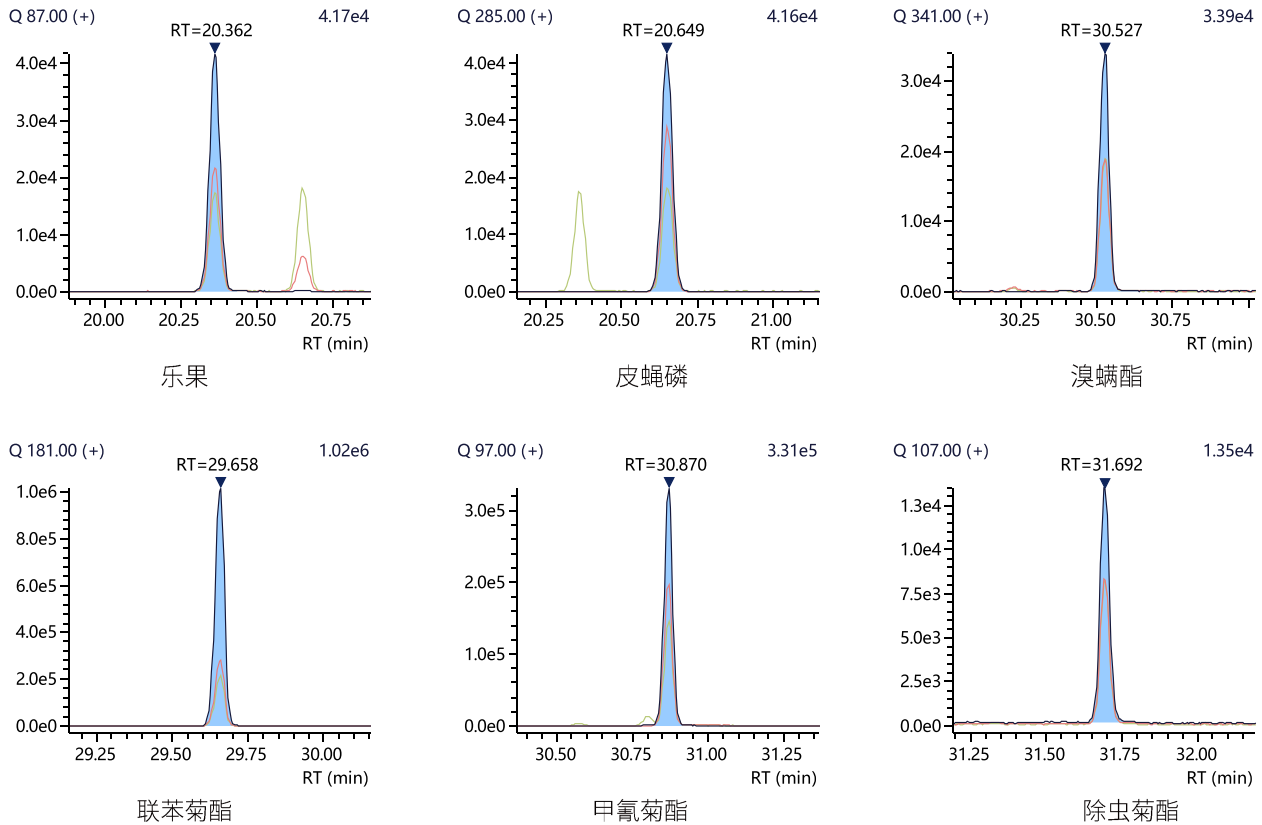 Q 87.00 (+) 4.17e4
RT=20.362
4.0e4
3.0e4
2.0e4
1.0e4
0.0e0
20.00 20.25 20.50 20.75
RT (min)
乐果
Q 285.00 (+) 4.16e4
RT=20.649
4.0e4
3.0e4
2.0e4
1.0e4
0.0e0
20.25 20.50 20.75 21.00
RT (min)
皮蝇磷
Q 341.00 (+) 3.39e4
RT=30.527
3.0e4
2.0e4
1.0e4
0.0e0
30.25 30.50 30.75
RT (min)
溴螨酯
Q 181.00 (+) 1.02e6
RT=29.658
1.0e6
8.0e5
6.0e5
4.0e5
2.0e5
0.0e0
29.25 29.50 29.75 30.00
RT (min)
联苯菊酯
Q 97.00 (+) 3.31e5
RT=30.870
3.0e5
2.0e5
1.0e5
0.0e0
30.50 30.75 31.00 31.25
RT (min)
甲氰菊酯
Q 107.00 (+) 1.35e4
RT=31.692
1.3e4
1.0e4
7.5e3
5.0e3
2.5e3
0.0e0
31.25 31.50 31.75 32.00
RT (min)
除虫菊酯